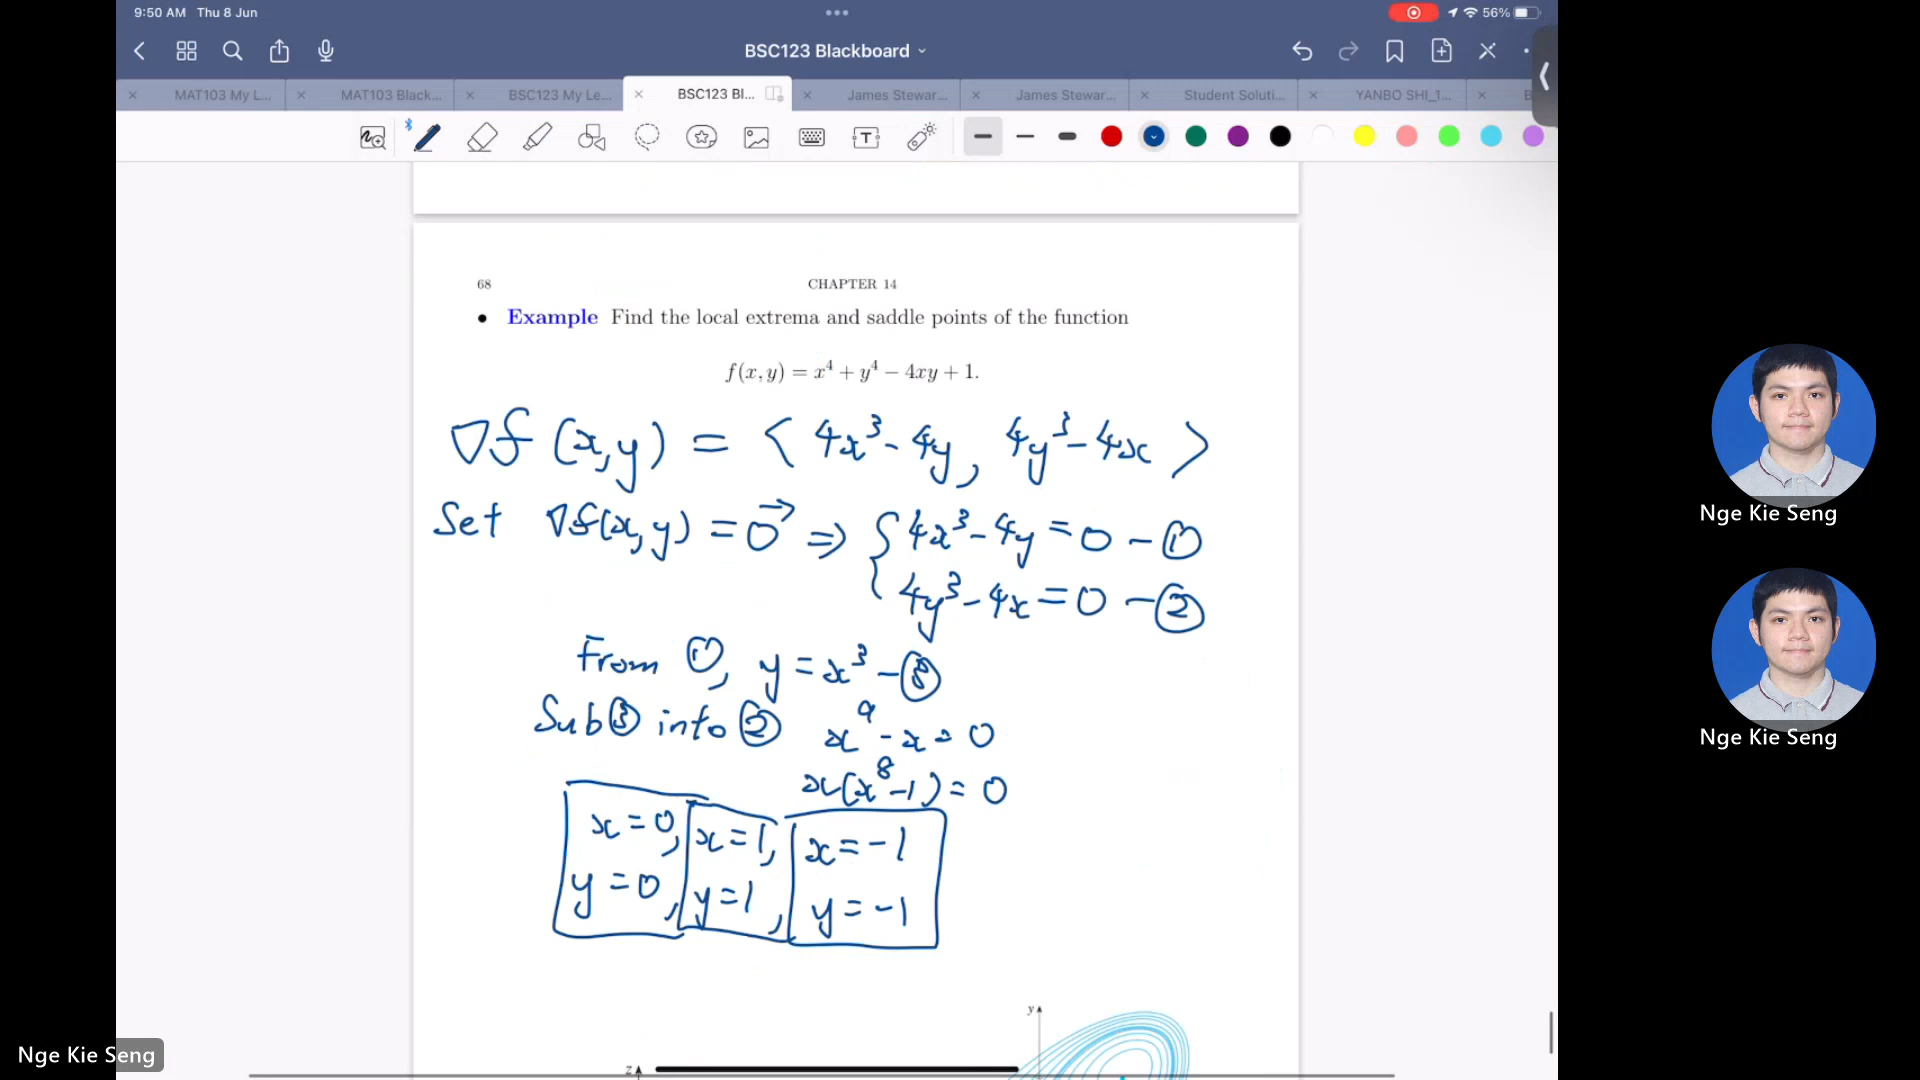 9:50 AM Thu 8 Jun
56%
BSC123 Blackboard
MAT103 My L...
MAT103 Black...
BSC123 My Le...
BSC123 Bl...
James Stewar...
James Stewar...
Student Soluti...
YANBO SHI_1...
B
68 CHAPTER 14
• Example Find the local extrema and saddle points of the function
f(x, y) = x⁴ + y⁴ − 4xy + 1.
∇f (x,y) = ⟨ 4x³ - 4y, 4y³ - 4x ⟩
Set ∇f(x,y) = 0⃗ ⇒ { 4x³ - 4y = 0 - ①
4y³ - 4x = 0 - ②
From ①, y = x³ - ③
Sub ③ into ② x⁹ - x = 0
x(x⁸ - 1) = 0
x = 0, x = 1, x = -1
y = 0, y = 1, y = -1
y
z
Nge Kie Seng
Nge Kie Seng
Nge Kie Seng